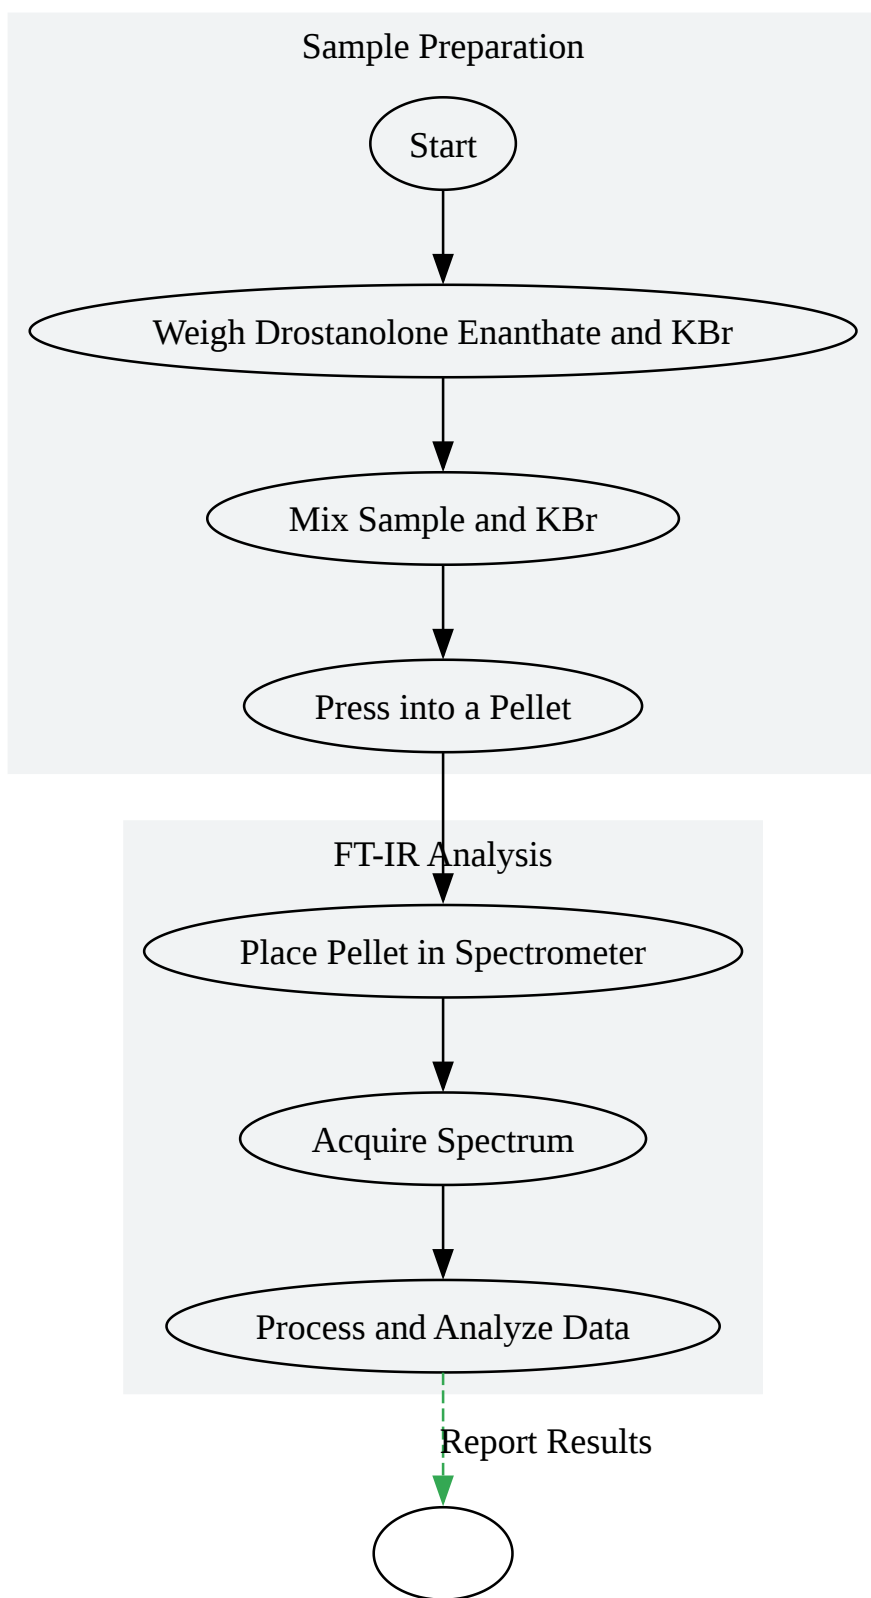 Sample Preparation
Start
Weigh Drostanolone Enanthate and KBr
Mix Sample and KBr
Press into a Pellet
FT-IR Analysis
Place Pellet in Spectrometer
Acquire Spectrum
Process and Analyze Data
Report Results